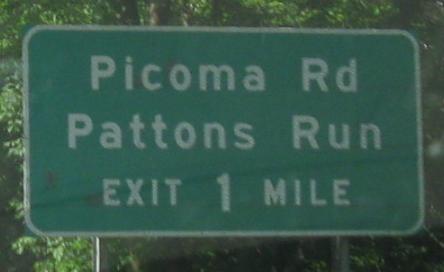 Picoma Rd
Pattons Run
EXIT 1 MILE